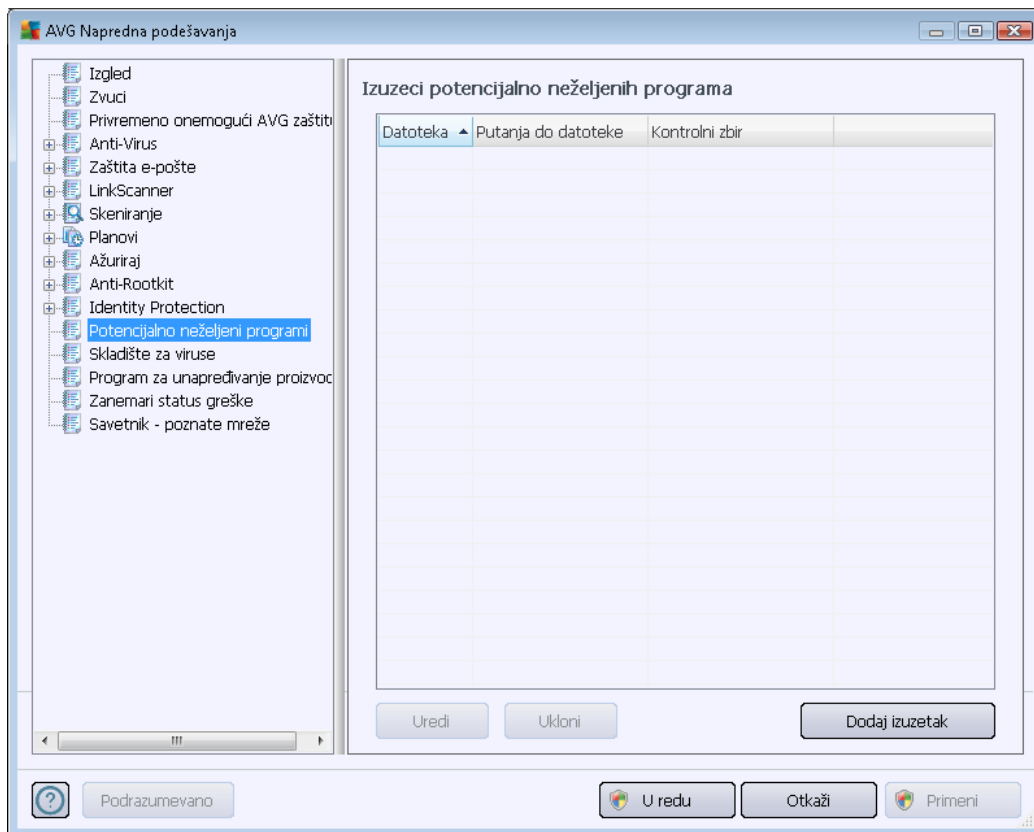 AVG Napredna podešavanja
Izgled
Zvuci
Privremeno onemogući AVG zaštitu
Anti-Virus
Zaštita e-pošte
LinkScanner
Skeniranje
Planovi
Ažuriraj
Anti-Rootkit
Identity Protection
Potencijalno neželjeni programi
Skladište za viruse
Program za unapređivanje proizvod
Zanemari status greške
Savetnik - poznate mreže
Izuzeci potencijalno neželjenih programa
Datoteka Putanja do datoteke Kontrolni zbir
Uredi Ukloni Dodaj izuzetak
Podrazumevano U redu Otkaži Primeni